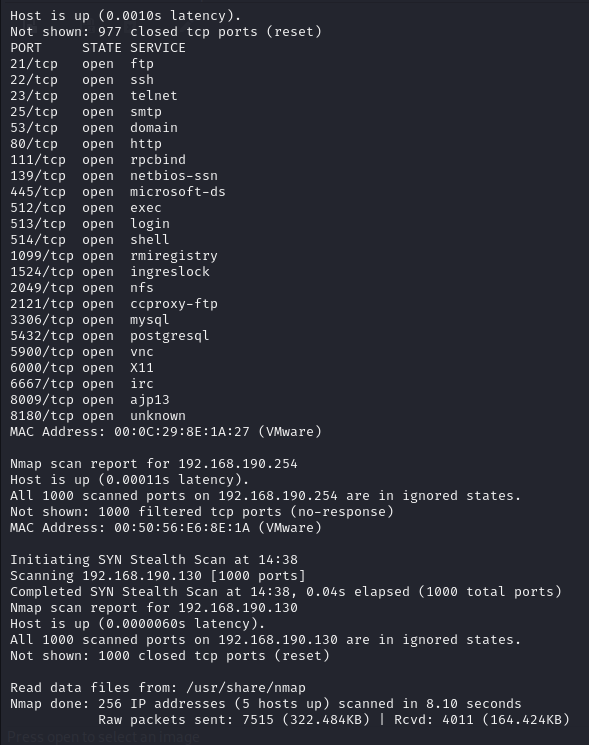 Host is up (0.0010s latency).
Not shown: 977 closed tcp ports (reset)
PORT     STATE SERVICE
21/tcp   open  ftp
22/tcp   open  ssh
23/tcp   open  telnet
25/tcp   open  smtp
53/tcp   open  domain
80/tcp   open  http
111/tcp  open  rpcbind
139/tcp  open  netbios-ssn
445/tcp  open  microsoft-ds
512/tcp  open  exec
513/tcp  open  login
514/tcp  open  shell
1099/tcp open  rmiregistry
1524/tcp open  ingreslock
2049/tcp open  nfs
2121/tcp open  ccproxy-ftp
3306/tcp open  mysql
5432/tcp open  postgresql
5900/tcp open  vnc
6000/tcp open  X11
6667/tcp open  irc
8009/tcp open  ajp13
8180/tcp open  unknown
MAC Address: 00:0C:29:8E:1A:27 (VMware)

Nmap scan report for 192.168.190.254
Host is up (0.00011s latency).
All 1000 scanned ports on 192.168.190.254 are in ignored states.
Not shown: 1000 filtered tcp ports (no-response)
MAC Address: 00:50:56:E6:8E:1A (VMware)

Initiating SYN Stealth Scan at 14:38
Scanning 192.168.190.130 [1000 ports]
Completed SYN Stealth Scan at 14:38, 0.04s elapsed (1000 total ports)
Nmap scan report for 192.168.190.130
Host is up (0.0000060s latency).
All 1000 scanned ports on 192.168.190.130 are in ignored states.
Not shown: 1000 closed tcp ports (reset)

Read data files from: /usr/share/nmap
Nmap done: 256 IP addresses (5 hosts up) scanned in 8.10 seconds
           Raw packets sent: 7515 (322.484KB) | Rcvd: 4011 (164.424KB)
Press open to select an image